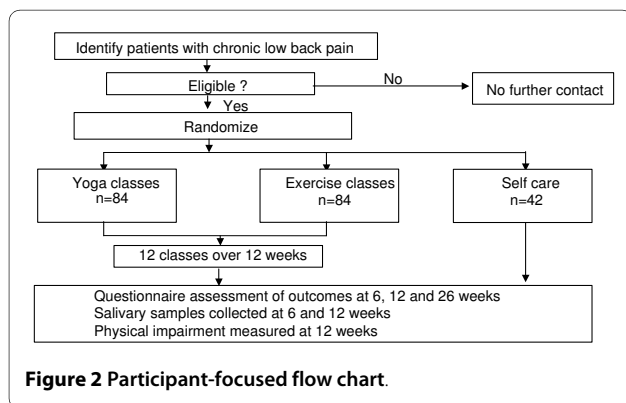 Identify patients with chronic low back pain
Eligible ?
No
No further contact
Yes
Randomize
Yoga classes
n=84
Exercise classes
n=84
Self care
n=42
12 classes over 12 weeks
Questionnaire assessment of outcomes at 6, 12 and 26 weeks
Salivary samples collected at 6 and 12 weeks
Physical impairment measured at 12 weeks
Figure 2 Participant-focused flow chart.